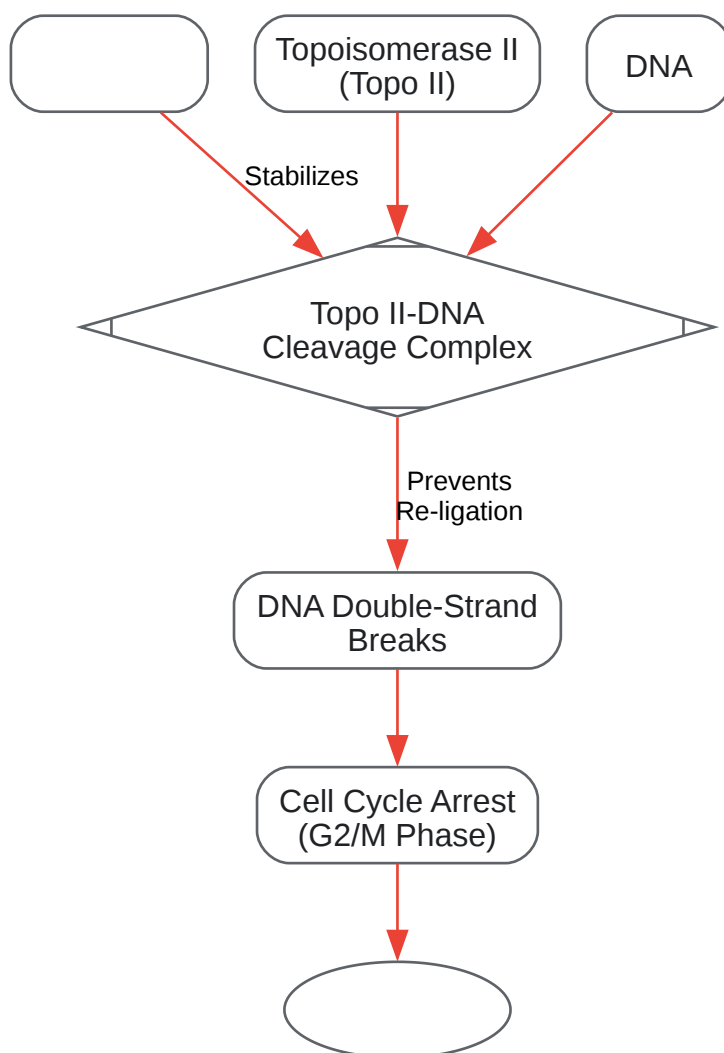 Topoisomerase II
(Topo II)
DNA
Stabilizes
Topo II-DNA
Cleavage Complex
Prevents
Re-ligation
DNA Double-Strand
Breaks
Cell Cycle Arrest
(G2/M Phase)